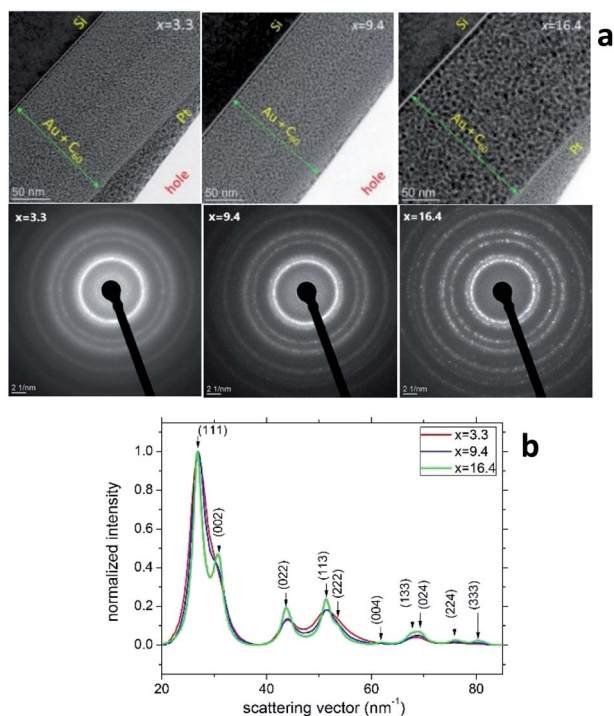 a
Si
x=3.3
Au + C60
Pt
50 nm
hole
Si
x=9.4
Au + C60
50 nm
hole
Si
x=16.4
Au + C60
Pt
50 nm
x=3.3
2 1/nm
x=9.4
2 1/nm
x=16.4
2 1/nm
b
x=3.3
x=9.4
x=16.4
(111)
(002)
(022)
(113)
(222)
(004)
(133)
(024)
(224)
(333)
normalized intensity
1.0
0.8
0.6
0.4
0.2
0.0
20 40 60 80
scattering vector (nm-1)